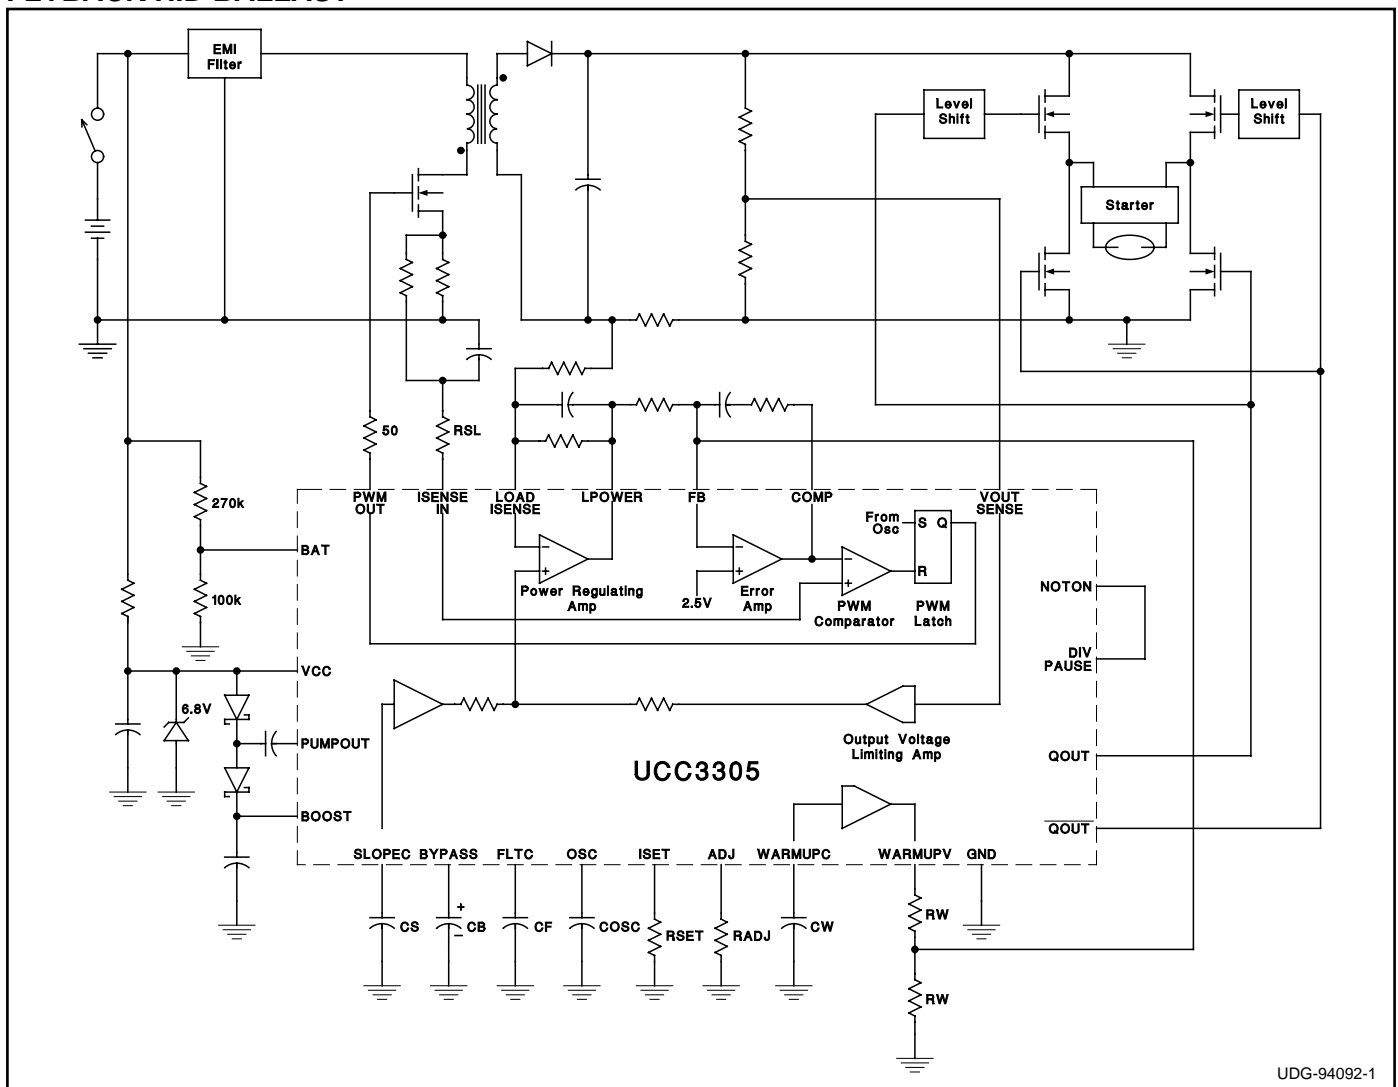 EMI
Filter
Level
Shift
Level
Shift
Starter
50
RSL
270k
100k
PWM
OUT
ISENSE
IN
LOAD
ISENSE
LPOWER
FB
COMP
VOUT
SENSE
From
Osc
S Q
R
BAT
2.5V
Power Regulating
Amp
Error
Amp
PWM
Comparator
PWM
Latch
NOTON
DIV
PAUSE
VCC
6.8V
PUMPOUT
Output Voltage
Limiting Amp
QOUT
UCC3305
BOOST
QOUT
SLOPEC
BYPASS
FLTC
OSC
ISET
ADJ
WARMUPC
WARMUPV
GND
CS
+
CB
–
CF
COSC
RSET
RADJ
CW
RW
RW
UDG-94092-1